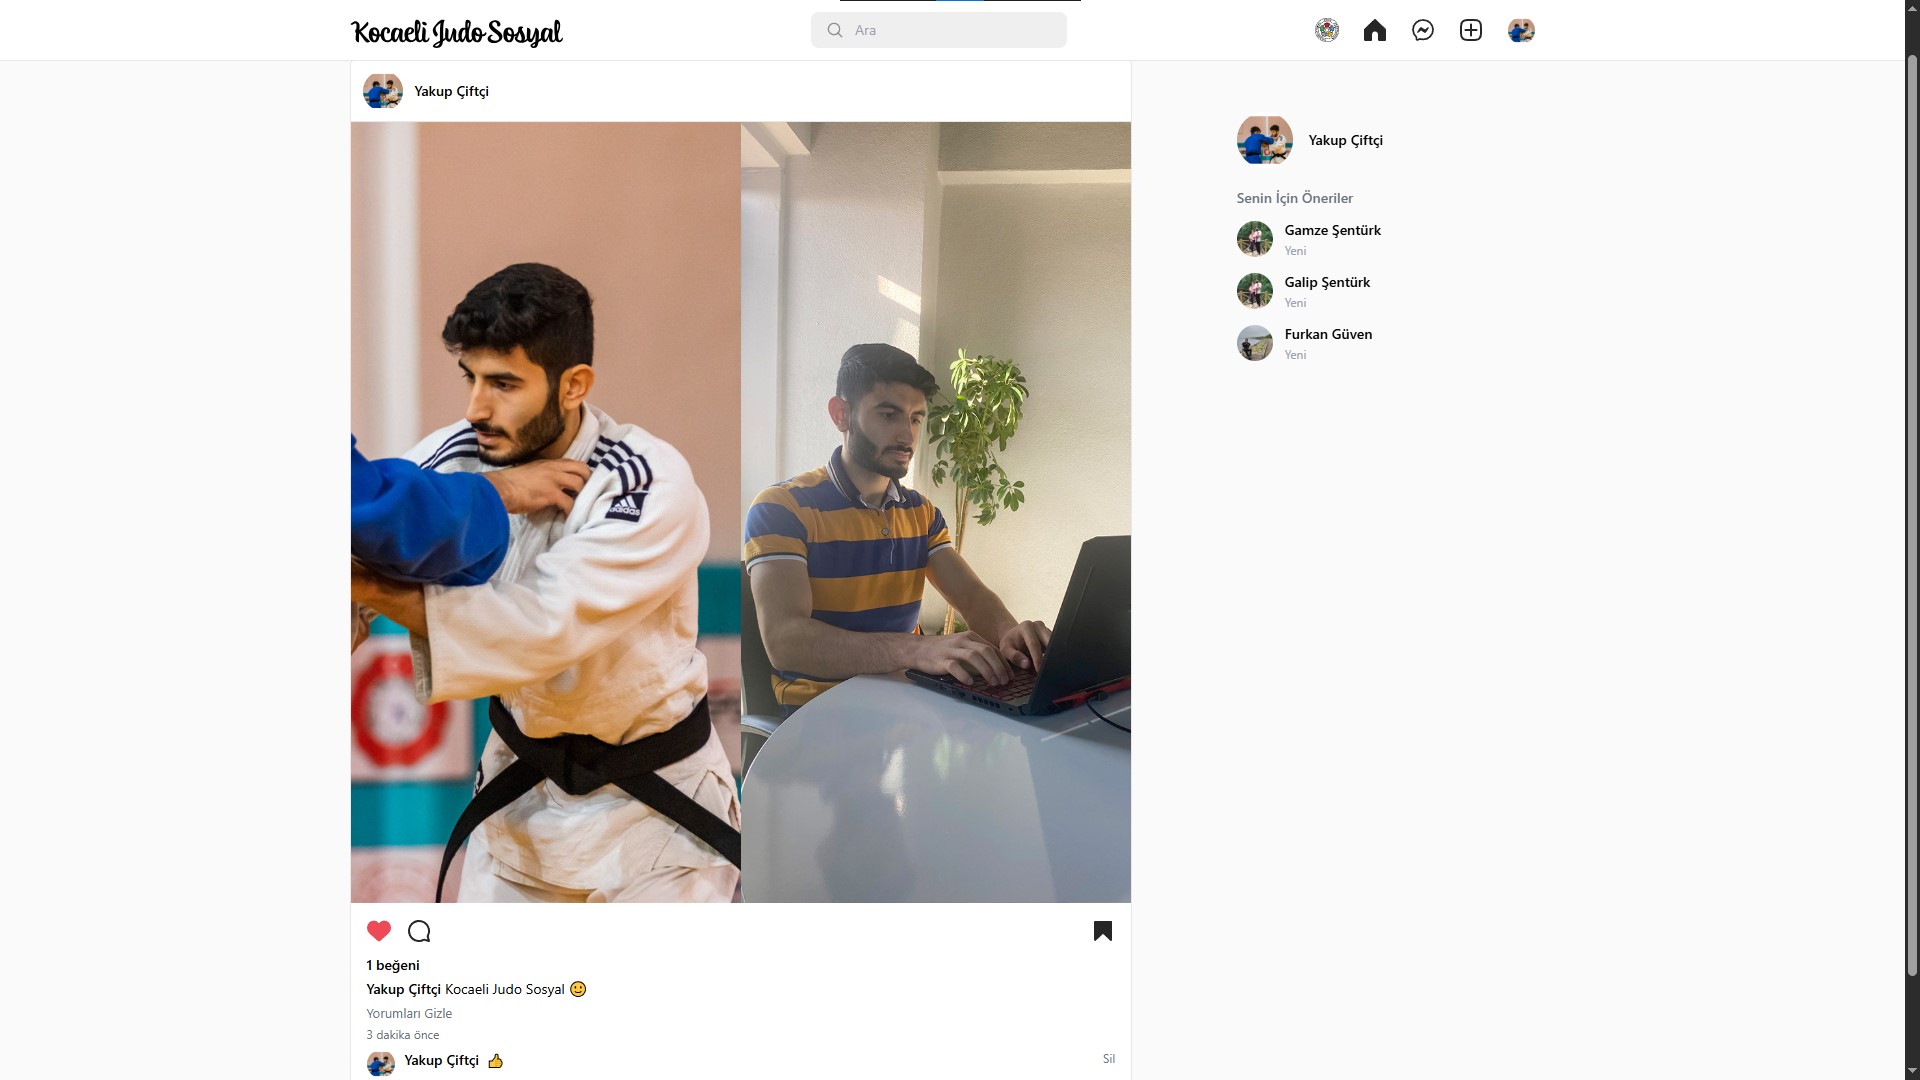 Kocaeli Judo Sosyal
Ara
Yakup Çiftçi
adidas
Yakup Çiftçi
Senin İçin Öneriler
Gamze Şentürk
Yeni
Galip Şentürk
Yeni
Furkan Güven
Yeni
1 beğeni
Yakup Çiftçi Kocaeli Judo Sosyal 🙂
Yorumları Gizle
3 dakika önce
Yakup Çiftçi 👍
Sil